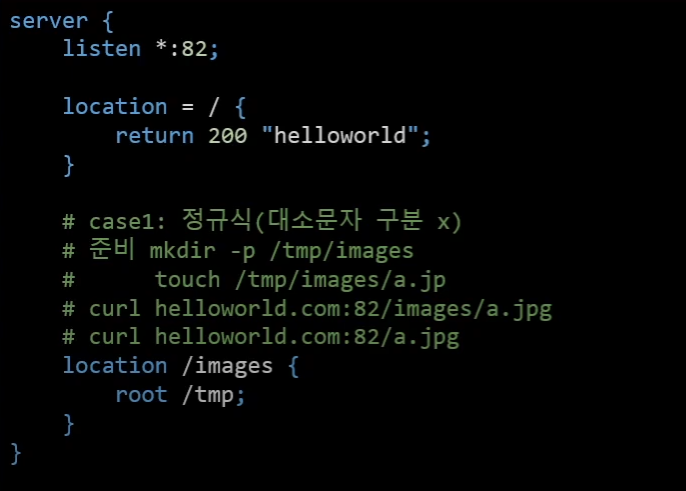 server {
    listen *:82;

    location = / {
        return 200 "helloworld";
    }

    # case1: 정규식(대소문자 구분 x)
    # 준비 mkdir -p /tmp/images
    #      touch /tmp/images/a.jp
    # curl helloworld.com:82/images/a.jpg
    # curl helloworld.com:82/a.jpg
    location /images {
        root /tmp;
    }
}